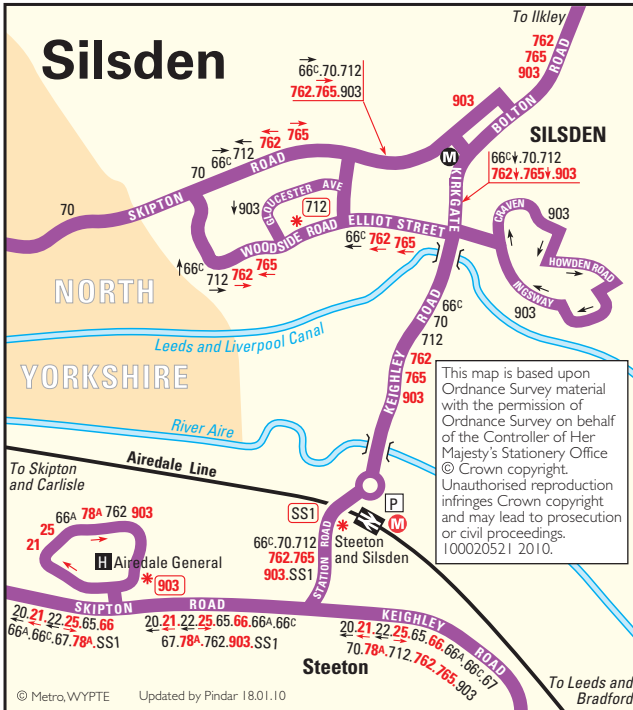 Silsden
To Ilkley
762
765
903
66C.70.712
762.765.903
903
BOLTON
ROAD
SILSDEN
M
KIRKGATE
66C.70.712
762.765.903
762 765
66C 712
70
SKIPTON ROAD
70
GLOUCESTER AVE
903
712
WOODSIDE ROAD
ELLIOT STREET
66C 762 765
66C
712 762 765
CRAVEN
903
HOWDEN ROAD
INGSWAY
903
NORTH
YORKSHIRE
Leeds and Liverpool Canal
KEIGHLEY ROAD
66C
70
712
762
765
903
River Aire
This map is based upon
Ordnance Survey material
with the permission of
Ordnance Survey on behalf
of the Controller of Her
Majesty's Stationery Office
© Crown copyright.
Unauthorised reproduction
infringes Crown copyright
and may lead to prosecution
or civil proceedings.
100020521 2010.
Airedale Line
To Skipton
and Carlisle
66A 78A 762 903
25
21
H Airedale General
903
SS1
P
M
Steeton
and Silsden
STATION ROAD
66C.70.712
762.765
903.SS1
SKIPTON ROAD
KEIGHLEY ROAD
20.21.22.25.65.66
66A.66C.67.78A.SS1
20.21.22.25.65.66.66A.66C
67.78A.762.903.SS1
20.21.22.25.65.66.66A.66C.67
70.78A.712.762.765.903
Steeton
To Leeds and
Bradford
© Metro, WYPTE Updated by Pindar 18.01.10